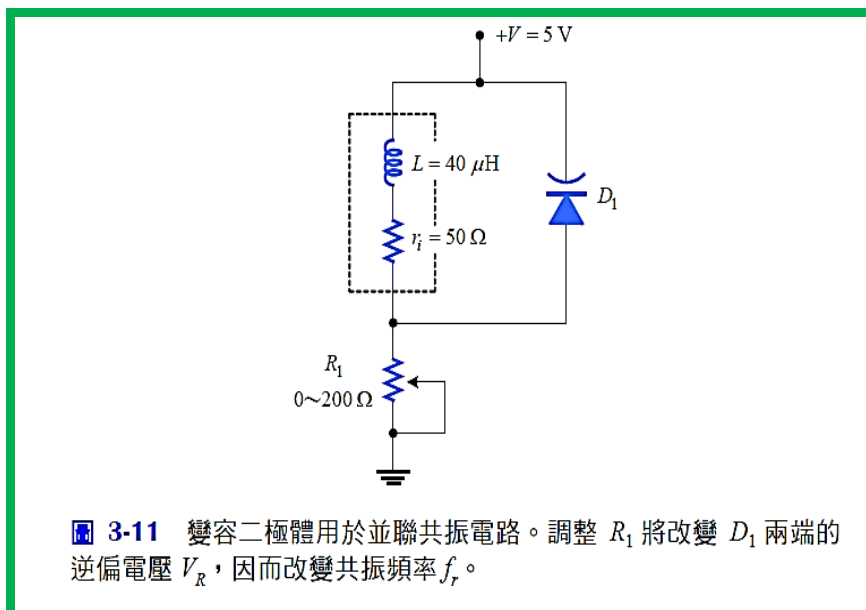 +V = 5 V
L = 40 μH
D₁
rᵢ = 50 Ω
R₁
0～200 Ω
圖 3-11 變容二極體用於並聯共振電路。調整 R₁ 將改變 D₁ 兩端的
逆偏電壓 V_R，因而改變共振頻率 fᵣ。